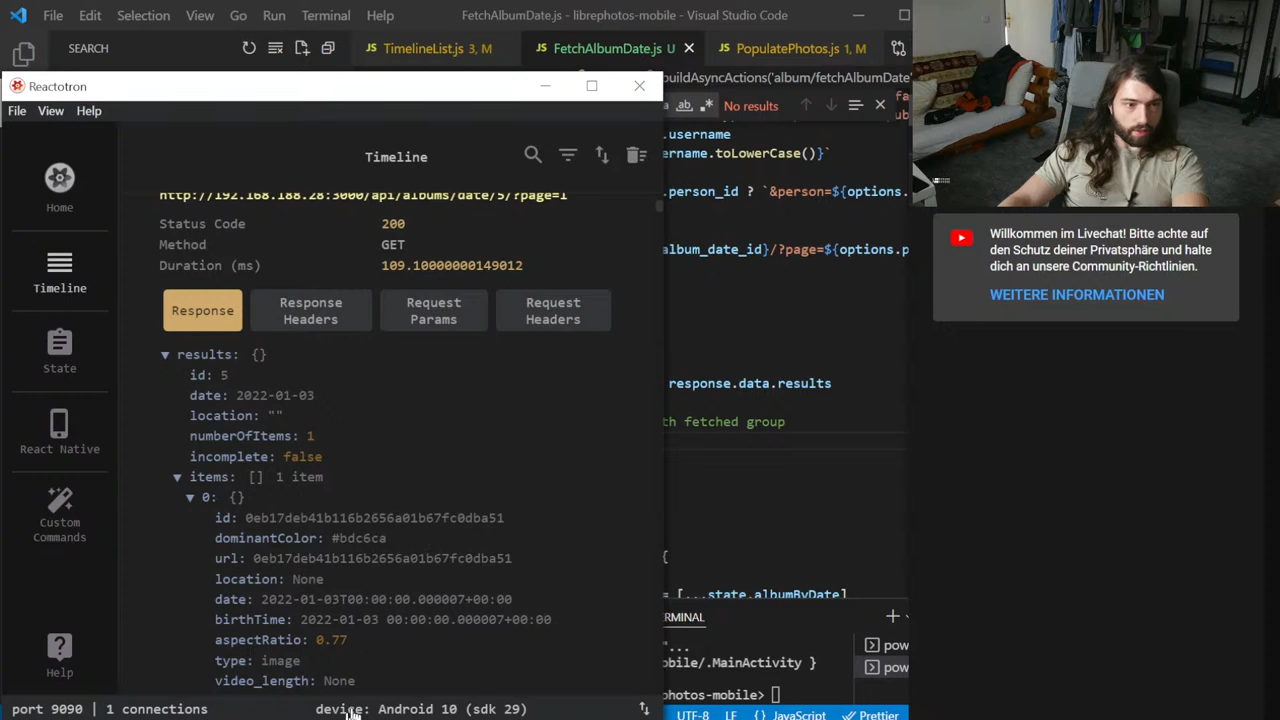 File Edit Selection View Go Run Terminal Help FetchAlbumDate.js - librephotos-mobile - Visual Studio Code
SEARCH
JS TimelineList.js 3, M JS FetchAlbumDate.js U JS PopulatePhotos.js 1, M
Reactotron
uildAsyncActions('album/fetchAlbumDate'
File View Help
ab .* No results
.username
ername.toLowerCase()}`
.person_id ? `&person=${options.
album_date_id}/?page=${options.p
response.data.results
th fetched group
{
= [...state.albumByDate]
Timeline
Home
Timeline
State
React Native
Custom Commands
Help
http://192.168.188.28:3000/api/albums/date/5/?page=1
Status Code 200
Method GET
Duration (ms) 109.10000000149012
Response
Response Headers
Request Params
Request Headers
results: {}
id: 5
date: 2022-01-03
location: ""
numberOfItems: 1
incomplete: false
items: [] 1 item
0: {}
id: 0eb17deb41b116b2656a01b67fc0dba51
dominantColor: #bdc6ca
url: 0eb17deb41b116b2656a01b67fc0dba51
location: None
date: 2022-01-03T00:00:00.000007+00:00
birthTime: 2022-01-03 00:00:00.000007+00:00
aspectRatio: 0.77
type: image
video_length: None
port 9090 | 1 connections device: Android 10 (sdk 29)
ERMINAL
"...
obile/.MainActivity }
photos-mobile>
pow
pow
UTF-8 LF {} JavaScript Prettier
Willkommen im Livechat! Bitte achte auf
den Schutz deiner Privatsphäre und halte
dich an unsere Community-Richtlinien.
WEITERE INFORMATIONEN